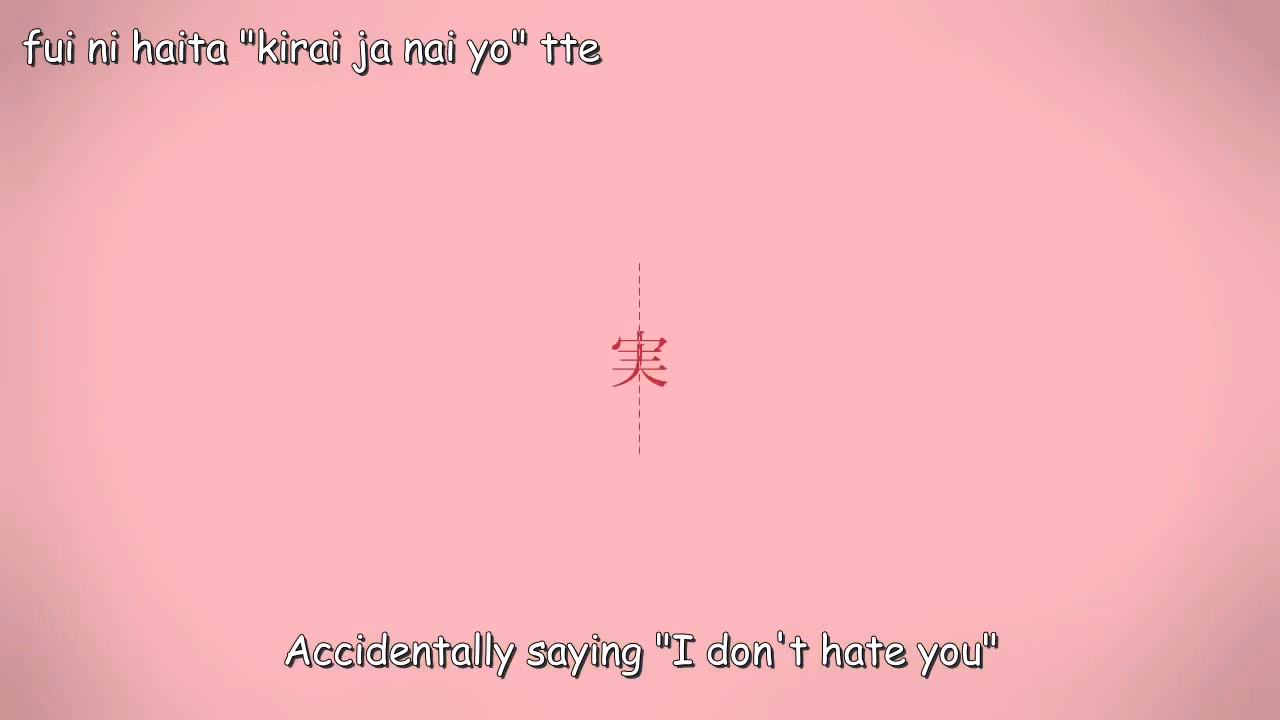 fui ni haita "kirai ja nai yo" tte
実
Accidentally saying "I don't hate you"